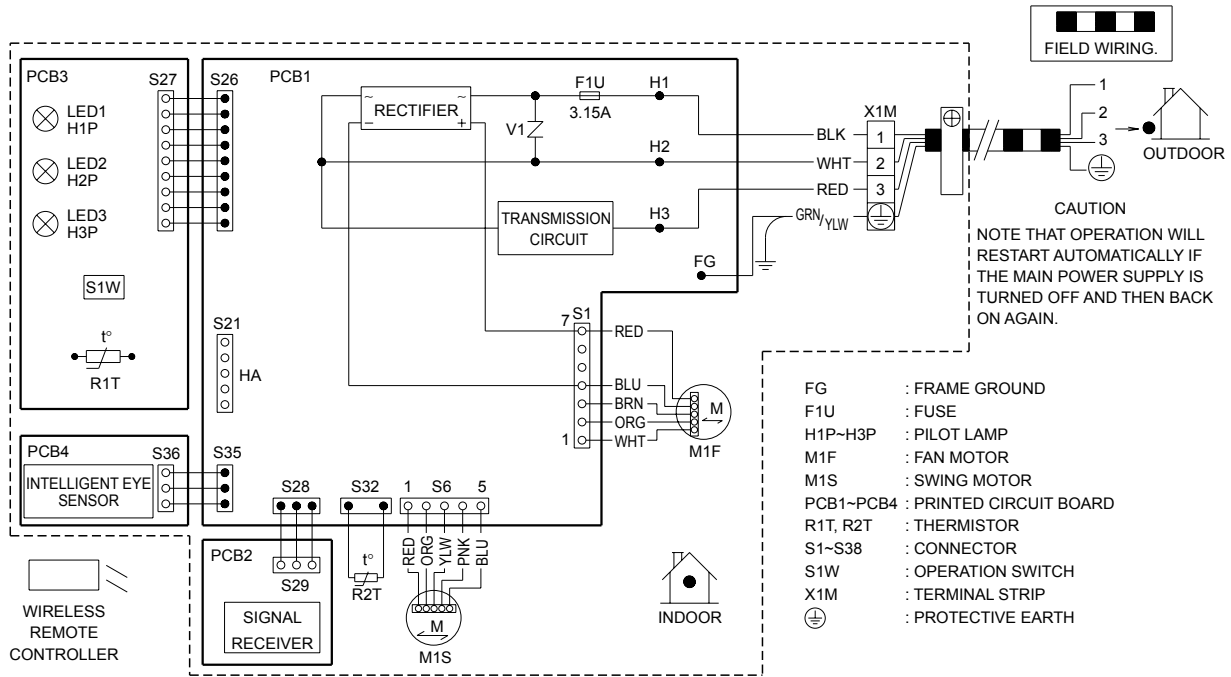 FIELD WIRING.
PCB3
S27
S26
PCB1
LED1
H1P
LED2
H2P
LED3
H3P
S1W
t°
R1T
S21
HA
~
~
RECTIFIER
−
+
V1
F1U
3.15A
H1
H2
H3
TRANSMISSION
CIRCUIT
FG
X1M
BLK
1
WHT
2
RED
3
GRN/YLW
1
2
3
OUTDOOR
CAUTION
NOTE THAT OPERATION WILL
RESTART AUTOMATICALLY IF
THE MAIN POWER SUPPLY IS
TURNED OFF AND THEN BACK
ON AGAIN.
7
S1
RED
BLU
BRN
ORG
1
WHT
M
M1F
PCB4
S36
S35
INTELLIGENT EYE
SENSOR
S28
S32
1
S6
5
RED
ORG
YLW
PNK
BLU
PCB2
S29
SIGNAL
RECEIVER
t°
R2T
M
M1S
INDOOR
WIRELESS
REMOTE
CONTROLLER
FG : FRAME GROUND
F1U : FUSE
H1P~H3P : PILOT LAMP
M1F : FAN MOTOR
M1S : SWING MOTOR
PCB1~PCB4 : PRINTED CIRCUIT BOARD
R1T, R2T : THERMISTOR
S1~S38 : CONNECTOR
S1W : OPERATION SWITCH
X1M : TERMINAL STRIP
: PROTECTIVE EARTH